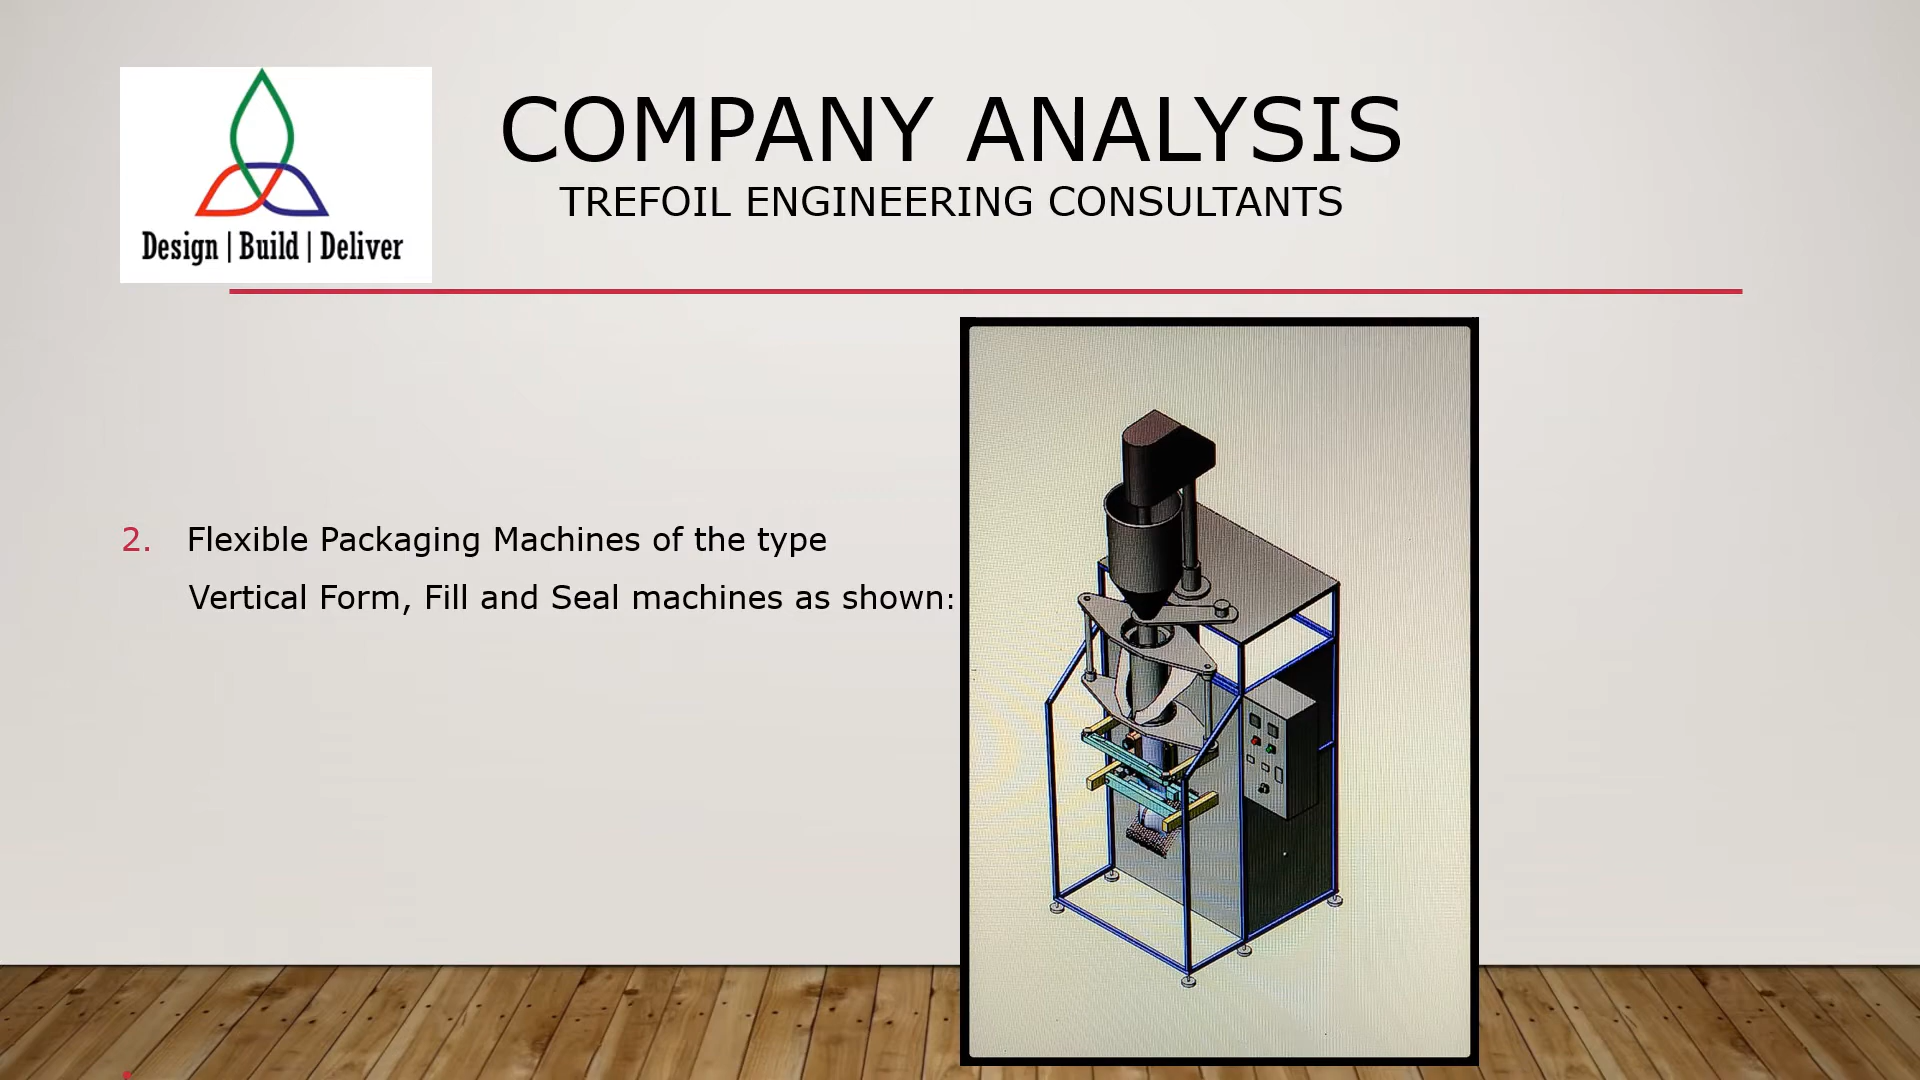 Design | Build | Deliver
COMPANY ANALYSIS
TREFOIL ENGINEERING CONSULTANTS
2. Flexible Packaging Machines of the type
Vertical Form, Fill and Seal machines as shown: